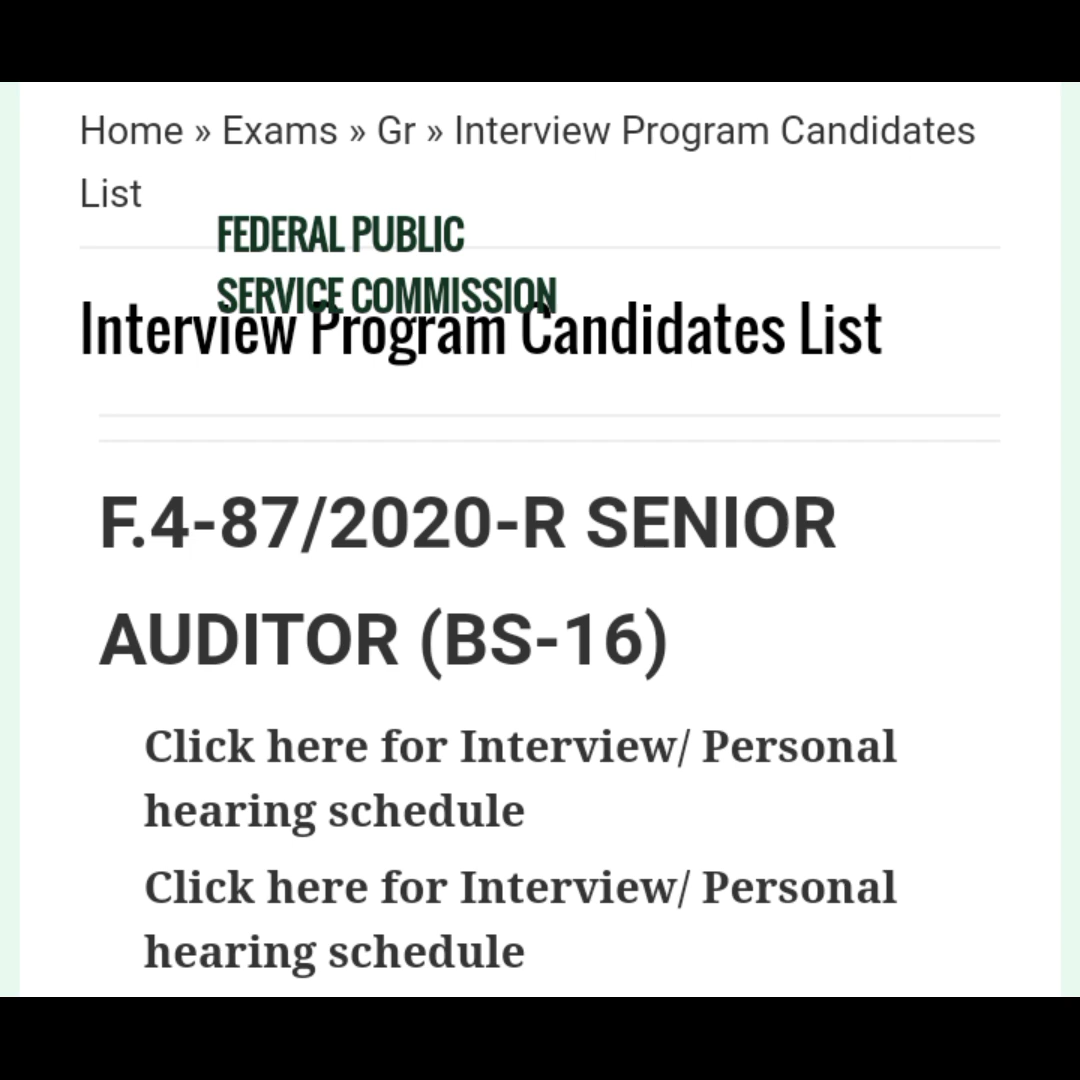 Home » Exams » Gr » Interview Program Candidates
List
FEDERAL PUBLIC
SERVICE COMMISSION
Interview Program Candidates List
F.4-87/2020-R SENIOR
AUDITOR (BS-16)
Click here for Interview/ Personal
hearing schedule
Click here for Interview/ Personal
hearing schedule